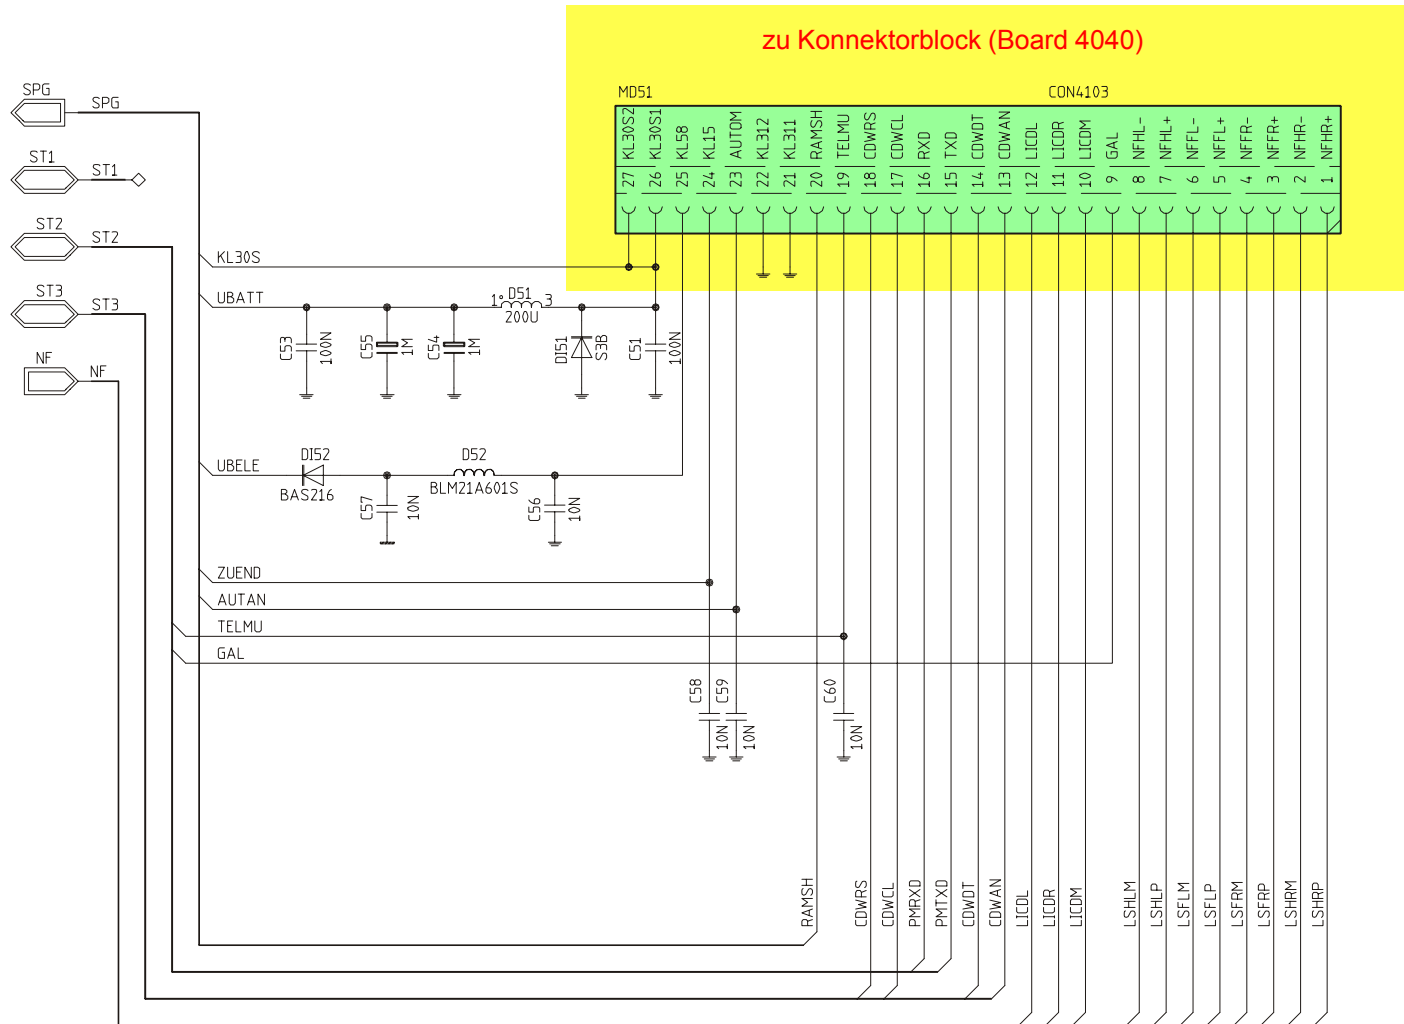 zu Konnektorblock (Board 4040)
MD51
CON4103
27 KL30S2
26 KL30S1
25 KL58
24 KL15
23 AUTOM
22 KL312
21 KL311
20 RAMSH
19 TELMU
18 CDWRS
17 CDWCL
16 RXD
15 TXD
14 CDWDT
13 CDWAN
12 LICDL
11 LICDR
10 LICDM
9 GAL
8 NFHL-
7 NFHL+
6 NFFL-
5 NFFL+
4 NFFR-
3 NFFR+
2 NFHR-
1 NFHR+
SPG
SPG
ST1
ST1
ST2
ST2
ST3
ST3
NF
NF
KL30S
UBATT
1 D51 3
200U
C53 100N
C55 1M
C54 1M
DI51 S3B
C51 100N
UBELE
DI52
BAS216
D52
BLM21A601S
C57 10N
C56 10N
ZUEND
AUTAN
TELMU
GAL
C58 10N
C59 10N
C60 10N
RAMSH
CDWRS
CDWCL
PMRXD
PMTXD
CDWDT
CDWAN
LICDL
LICDR
LICDM
LSHLM
LSHLP
LSFLM
LSFLP
LSFRM
LSFRP
LSHRM
LSHRP